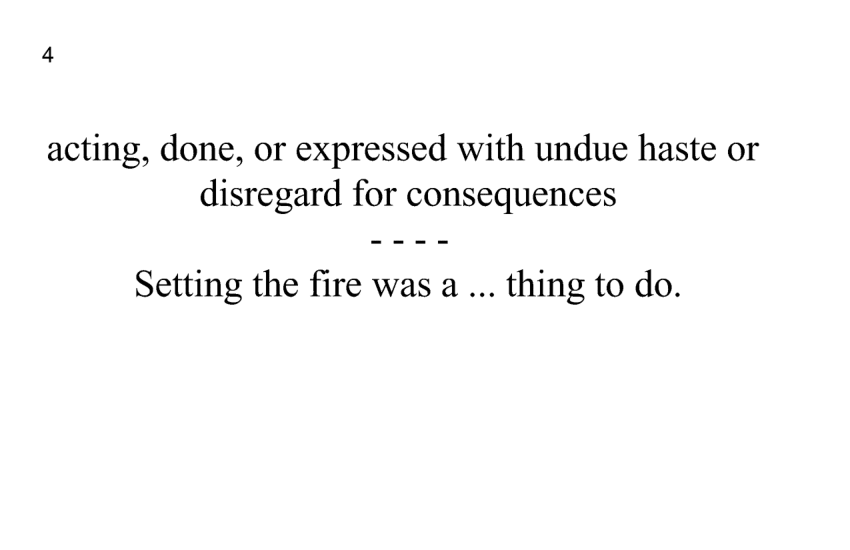 4
acting, done, or expressed with undue haste or
disregard for consequences
- - - -
Setting the fire was a ... thing to do.